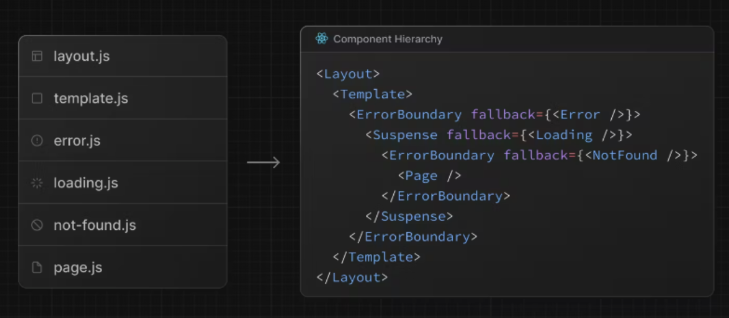 layout.js
template.js
error.js
loading.js
not-found.js
page.js
Component Hierarchy
<Layout>
<Template>
<ErrorBoundary fallback={<Error />}>
<Suspense fallback={<Loading />}>
<ErrorBoundary fallback={<NotFound />}>
<Page />
</ErrorBoundary>
</Suspense>
</ErrorBoundary>
</Template>
</Layout>